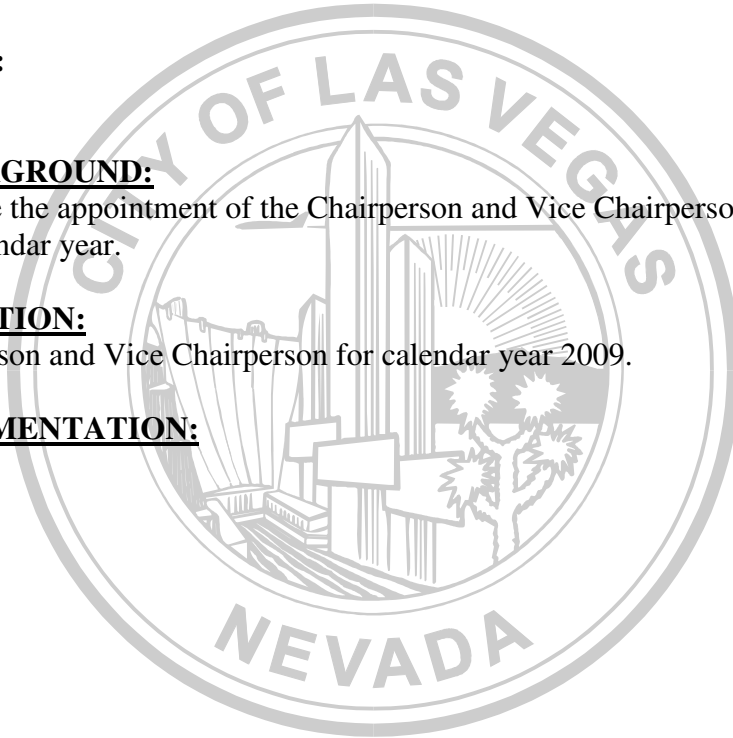 :
GROUND:
e the appointment of the Chairperson and Vice Chairperso
ndar year.
TION:
son and Vice Chairperson for calendar year 2009.
MENTATION:
CITY OF LAS VEGAS
NEVADA